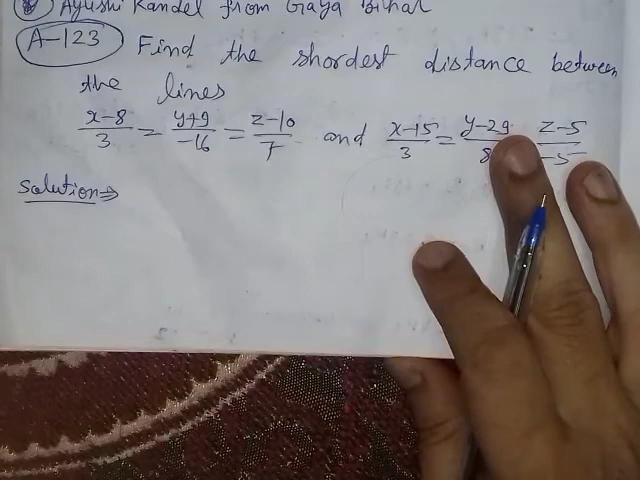 Ayushi Kandel from Gaya Bihar
A-123 Find the shordest distance between
the lines
x-8/3 = y+9/-16 = z-10/7 and x-15/3 = y-29/8 z-5/-5
Solution⇒